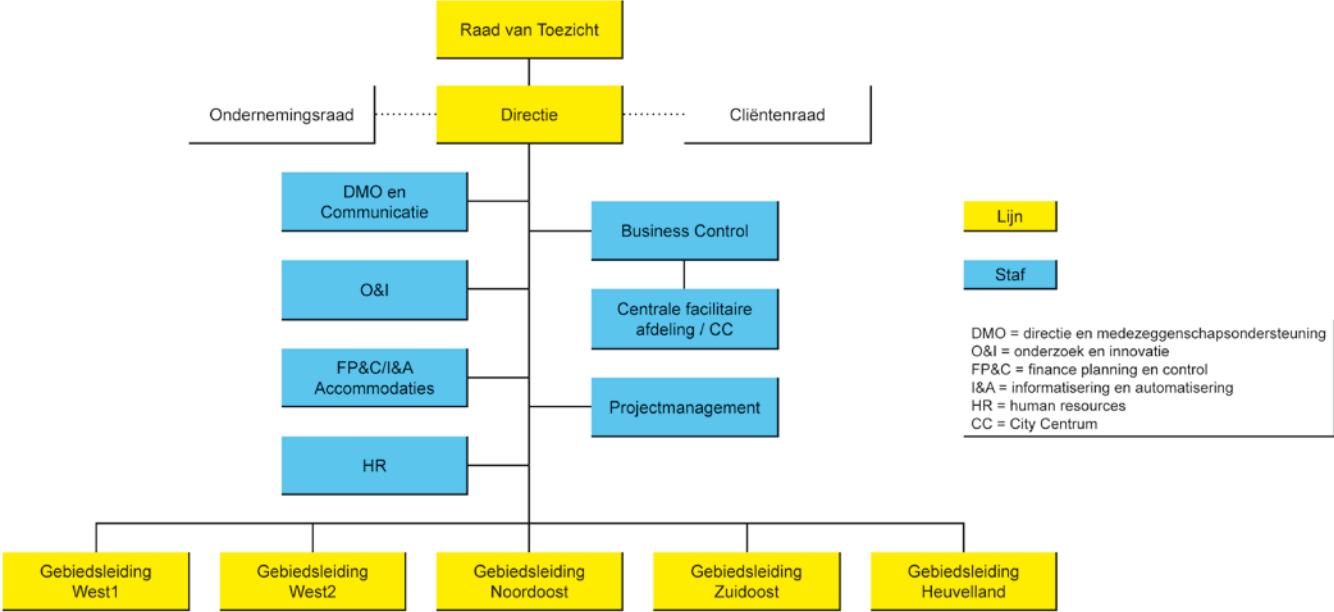 Raad van Toezicht
Ondernemingsraad
Directie
Cliëntenraad
DMO en
Communicatie
Business Control
Lijn
O&I
Staf
Centrale facilitaire
afdeling / CC
FP&C/I&A
Accommodaties
Projectmanagement
HR
DMO = directie en medezeggenschapsondersteuning
O&I = onderzoek en innovatie
FP&C = finance planning en control
I&A = informatisering en automatisering
HR = human resources
CC = City Centrum
Gebiedsleiding
West1
Gebiedsleiding
West2
Gebiedsleiding
Noordoost
Gebiedsleiding
Zuidoost
Gebiedsleiding
Heuvelland